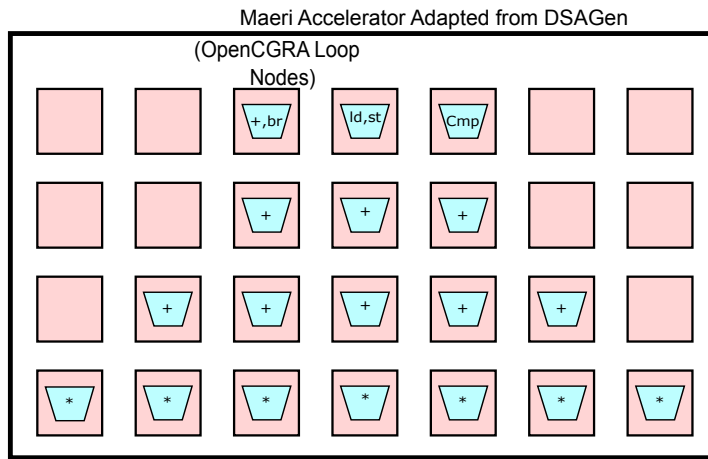 Maeri Accelerator Adapted from DSAGen
(OpenCGRA Loop
Nodes)
+,br ld,st Cmp
+ + +
+ + + + +
* * * * * * *